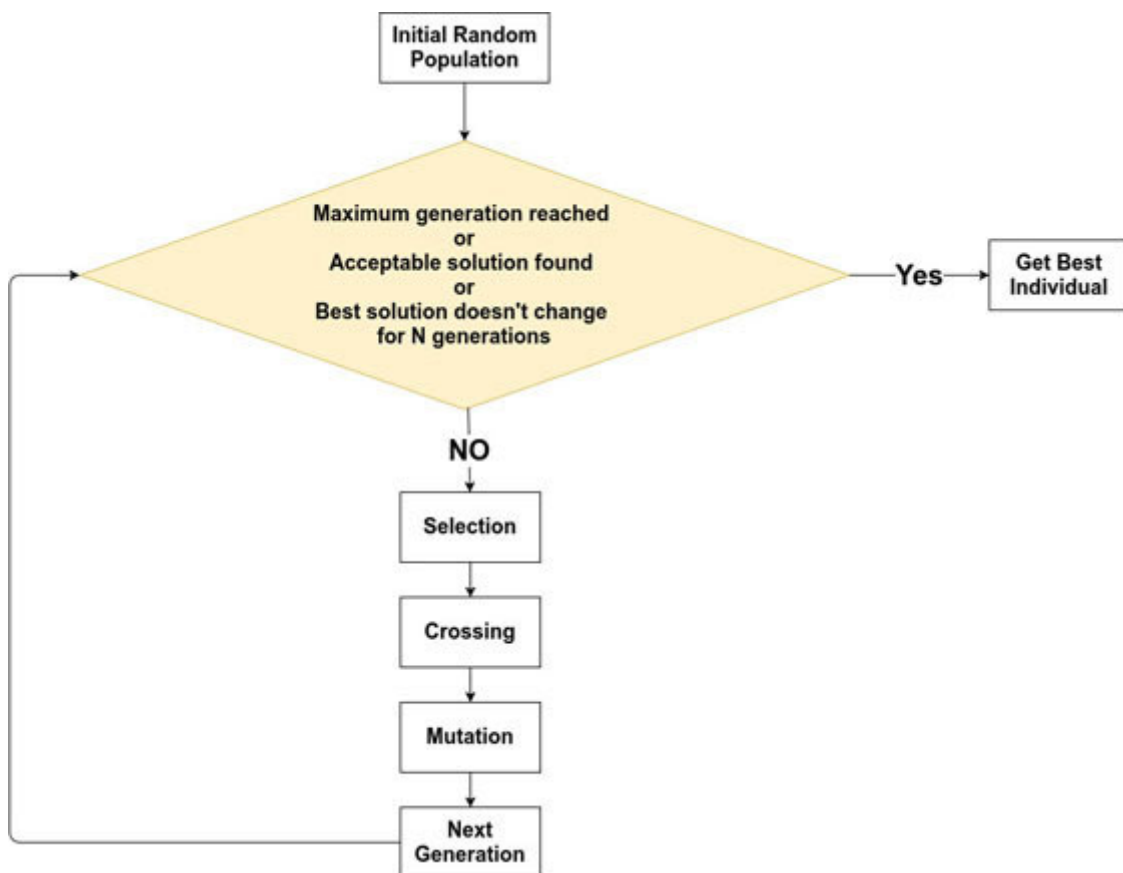 Initial Random
Population
Maximum generation reached
or
Acceptable solution found
or
Best solution doesn't change
for N generations
Yes
Get Best
Individual
NO
Selection
Crossing
Mutation
Next
Generation